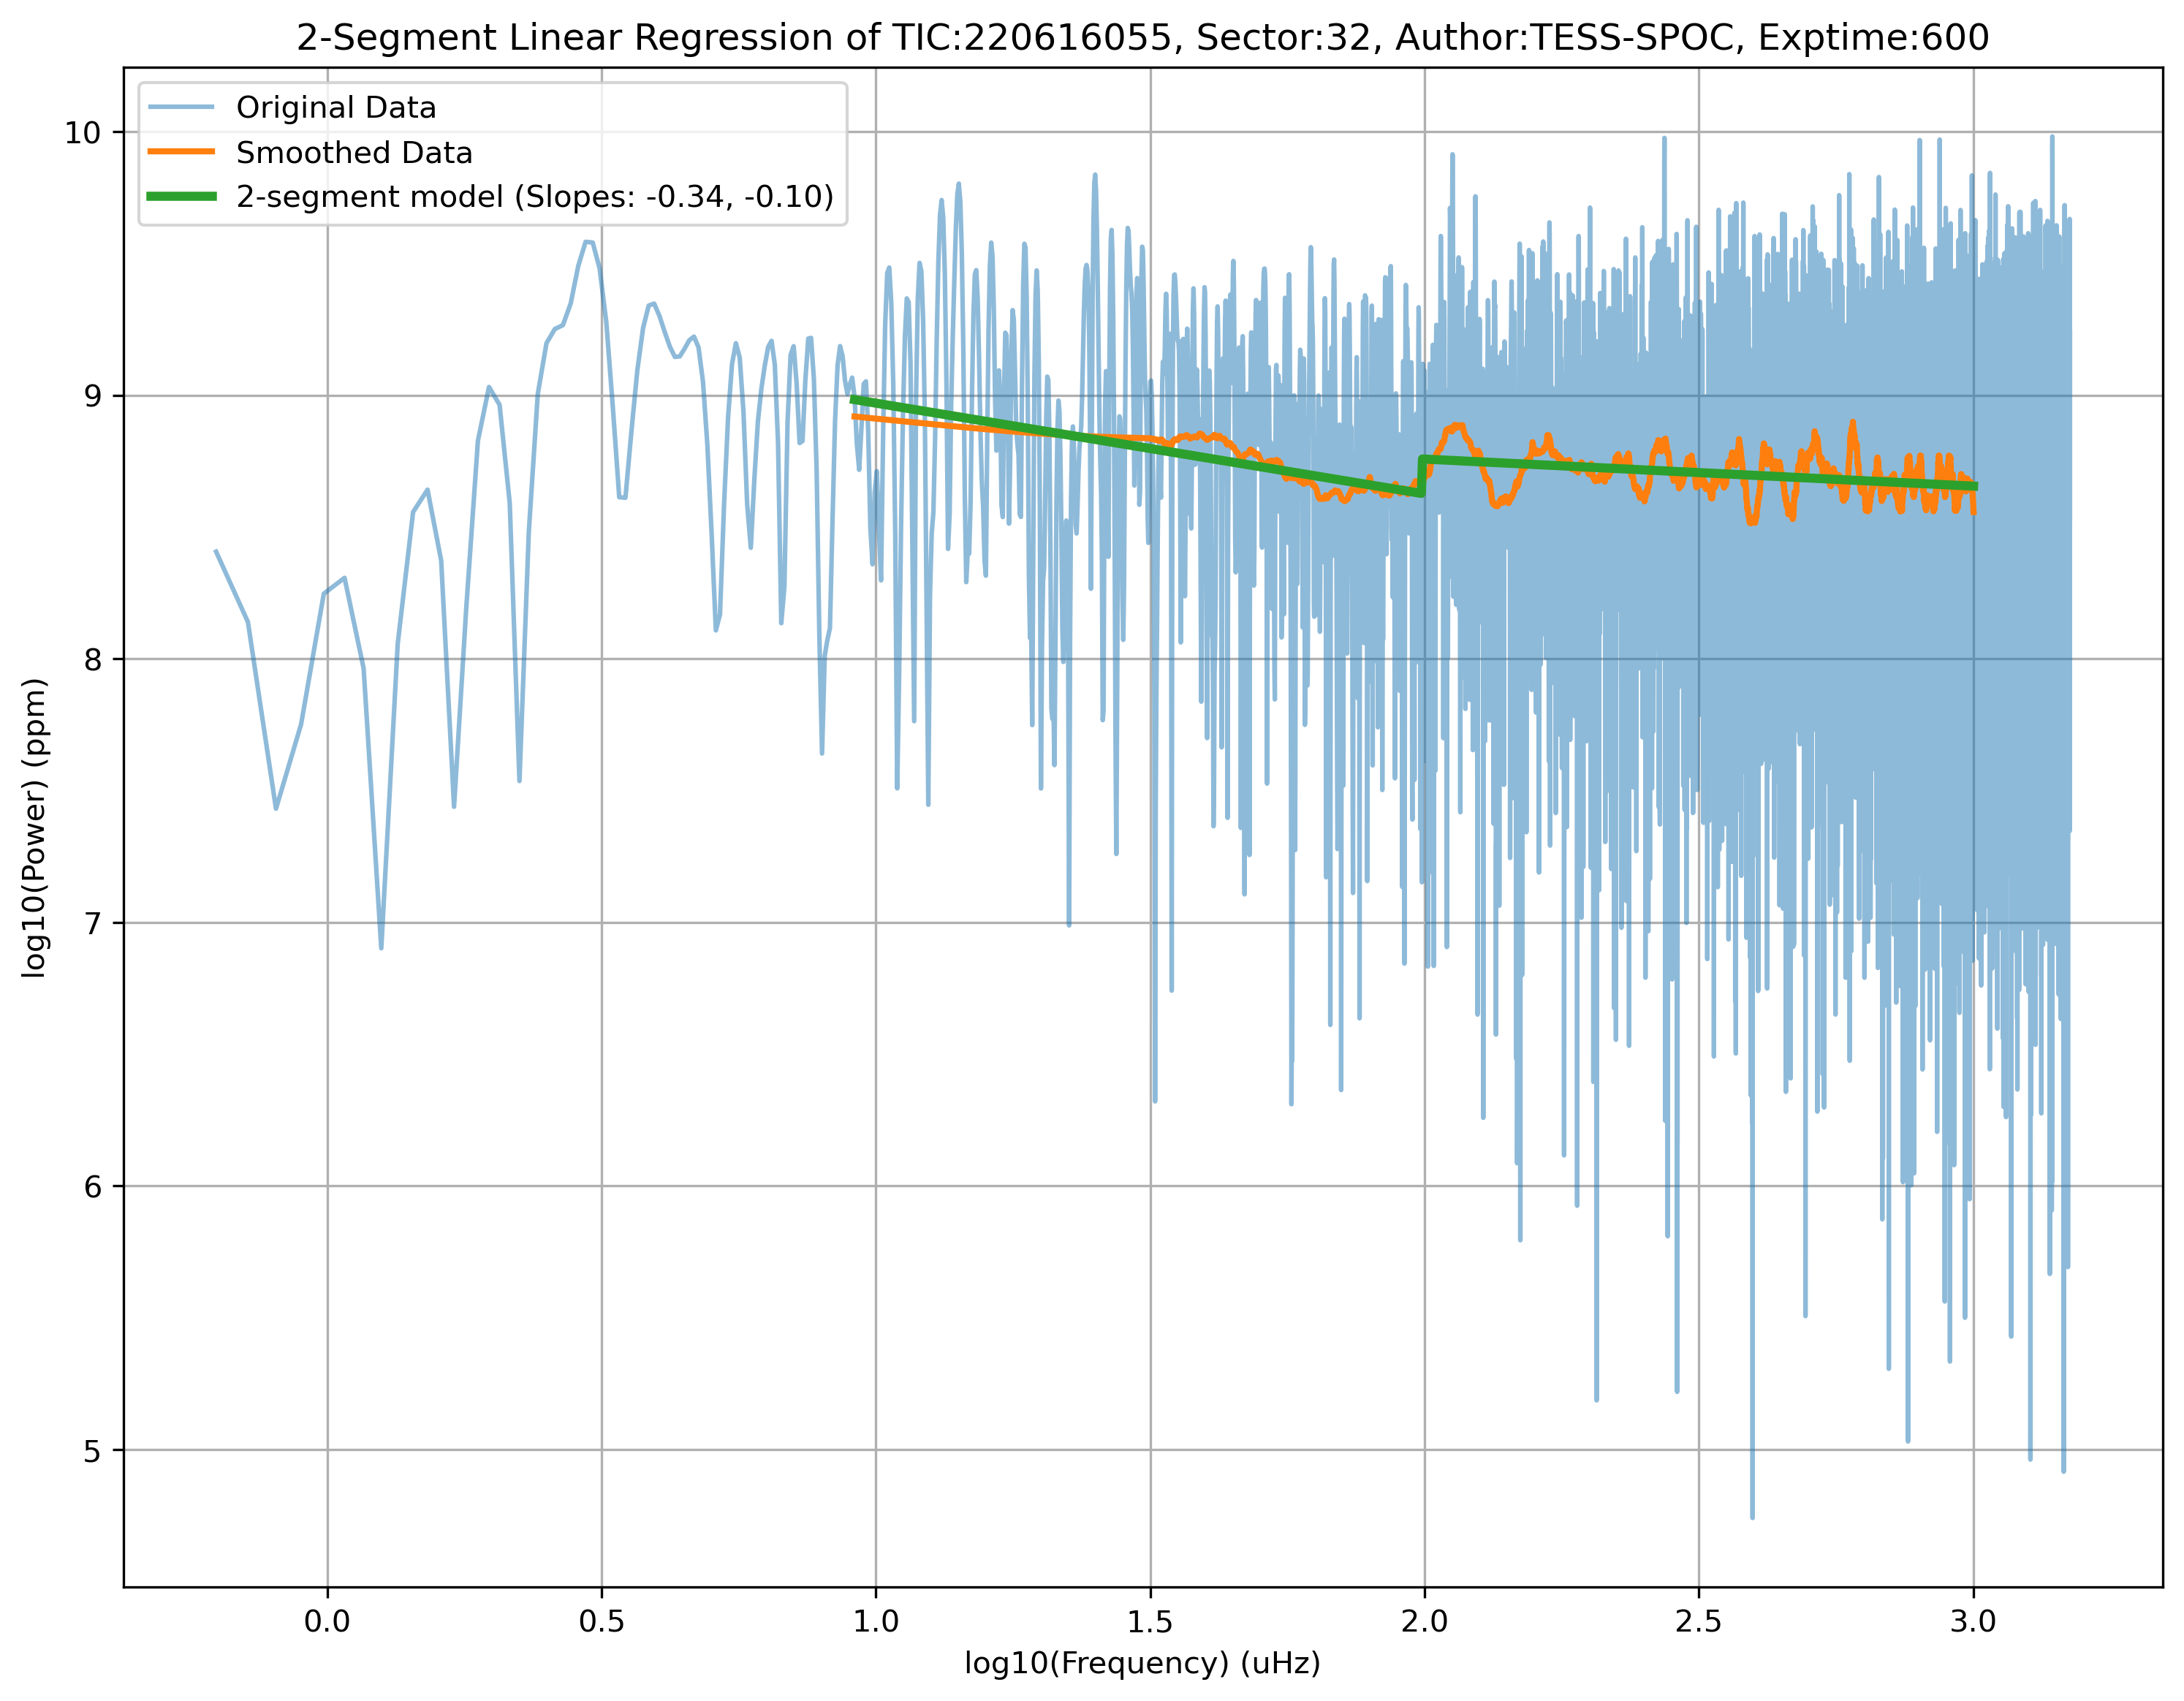 2-Segment Linear Regression of TIC:220616055, Sector:32, Author:TESS-SPOC, Exptime:600
Original Data
Smoothed Data
2-segment model (Slopes: -0.34, -0.10)
10
9
8
7
6
5
log10(Power) (ppm)
0.0
0.5
1.0
1.5
2.0
2.5
3.0
log10(Frequency) (uHz)